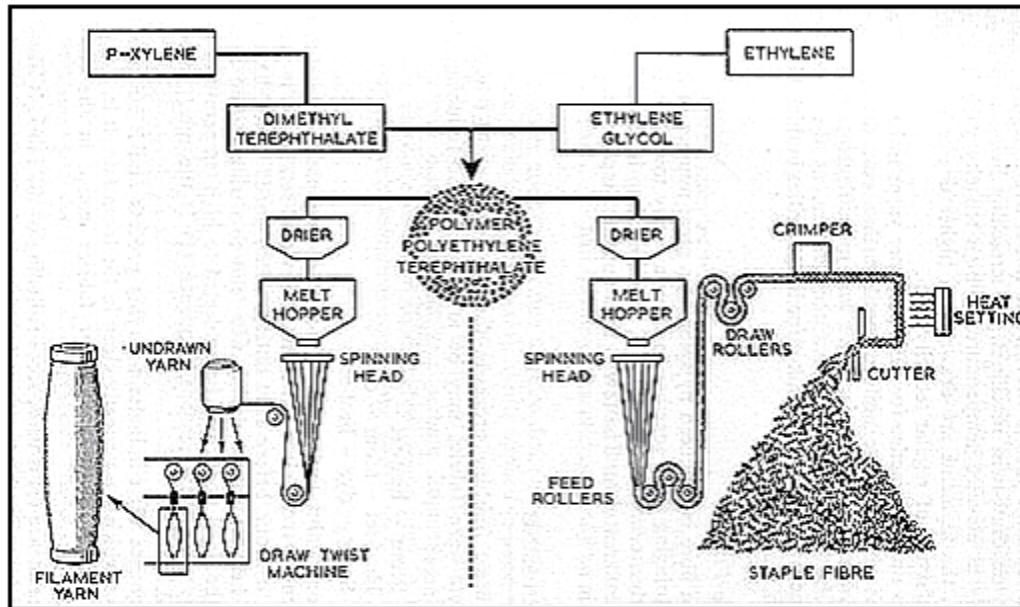 P-XYLENE
ETHYLENE
DIMETHYL
TEREPHTHALATE
ETHYLENE
GLYCOL
POLYMER
POLYETHYLENE
TEREPHTHALATE
DRIER
DRIER
CRIMPER
MELT
HOPPER
MELT
HOPPER
HEAT
SETTING
DRAW
ROLLERS
UNDRAWN
YARN
SPINNING
HEAD
SPINNING
HEAD
CUTTER
FEED
ROLLERS
DRAW TWIST
MACHINE
FILAMENT
YARN
STAPLE FIBRE